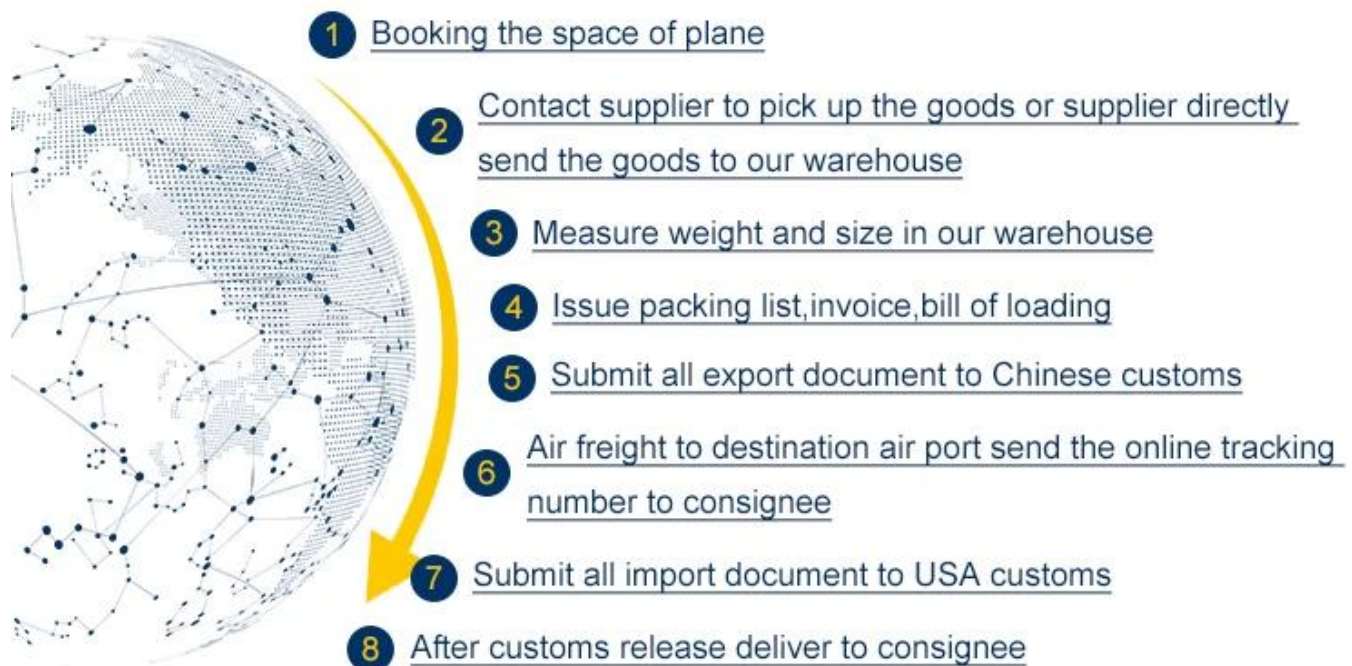 1 Booking the space of plane
2 Contact supplier to pick up the goods or supplier directly
send the goods to our warehouse
3 Measure weight and size in our warehouse
4 Issue packing list,invoice,bill of loading
5 Submit all export document to Chinese customs
6 Air freight to destination air port send the online tracking
number to consignee
7 Submit all import document to USA customs
8 After customs release deliver to consignee